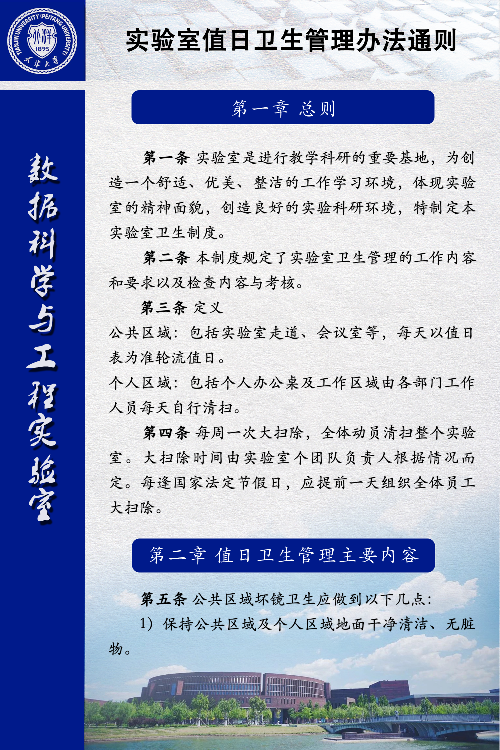 TIANJIN UNIVERSITY (PEIYANG UNIVERSITY)
北洋
1895
天津大学
实验室值日卫生管理办法通则
数据科学与工程实验室
第一章 总则
第一条 实验室是进行教学科研的重要基地，为创
造一个舒适、优美、整洁的工作学习环境，体现实验
室的精神面貌，创造良好的实验科研环境，特制定本
实验室卫生制度。
第二条 本制度规定了实验室卫生管理的工作内容
和要求以及检查内容与考核。
第三条 定义
公共区域：包括实验室走道、会议室等，每天以值日
表为准轮流值日。
个人区域：包括个人办公桌及工作区域由各部门工作
人员每天自行清扫。
第四条 每周一次大扫除，全体动员清扫整个实验
室。大扫除时间由实验室个团队负责人根据情况而
定。每逢国家法定节假日，应提前一天组织全体员工
大扫除。
第二章 值日卫生管理主要内容
第五条 公共区域坏镜卫生应做到以下几点：
1）保持公共区域及个人区域地面干净清洁、无脏
物。